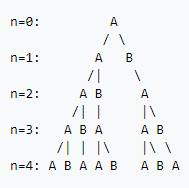 n=0: A
/ \
n=1: A B
/| \
n=2: A B A
/| | |\
n=3: A B A A B
/| | |\ |\ \
n=4: A B A A B A B A